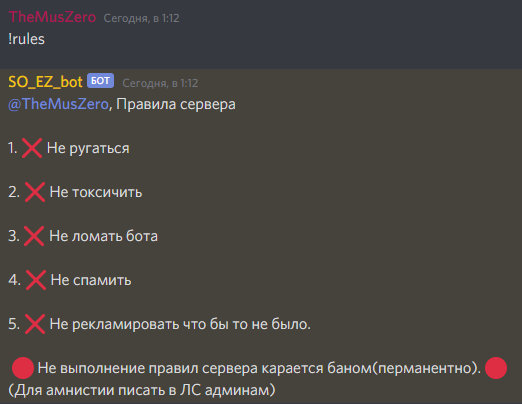 TheMusZero Сегодня, в 1:12
!rules
SO_EZ_bot БОТ Сегодня, в 1:12
@TheMusZero, Правила сервера
1. ❌ Не ругаться
2. ❌ Не токсичить
3. ❌ Не ломать бота
4. ❌ Не спамить
5. ❌ Не рекламировать что бы то не было.
🔴 Не выполнение правил сервера карается баном(перманентно). 🔴
(Для амнистии писать в ЛС админам)